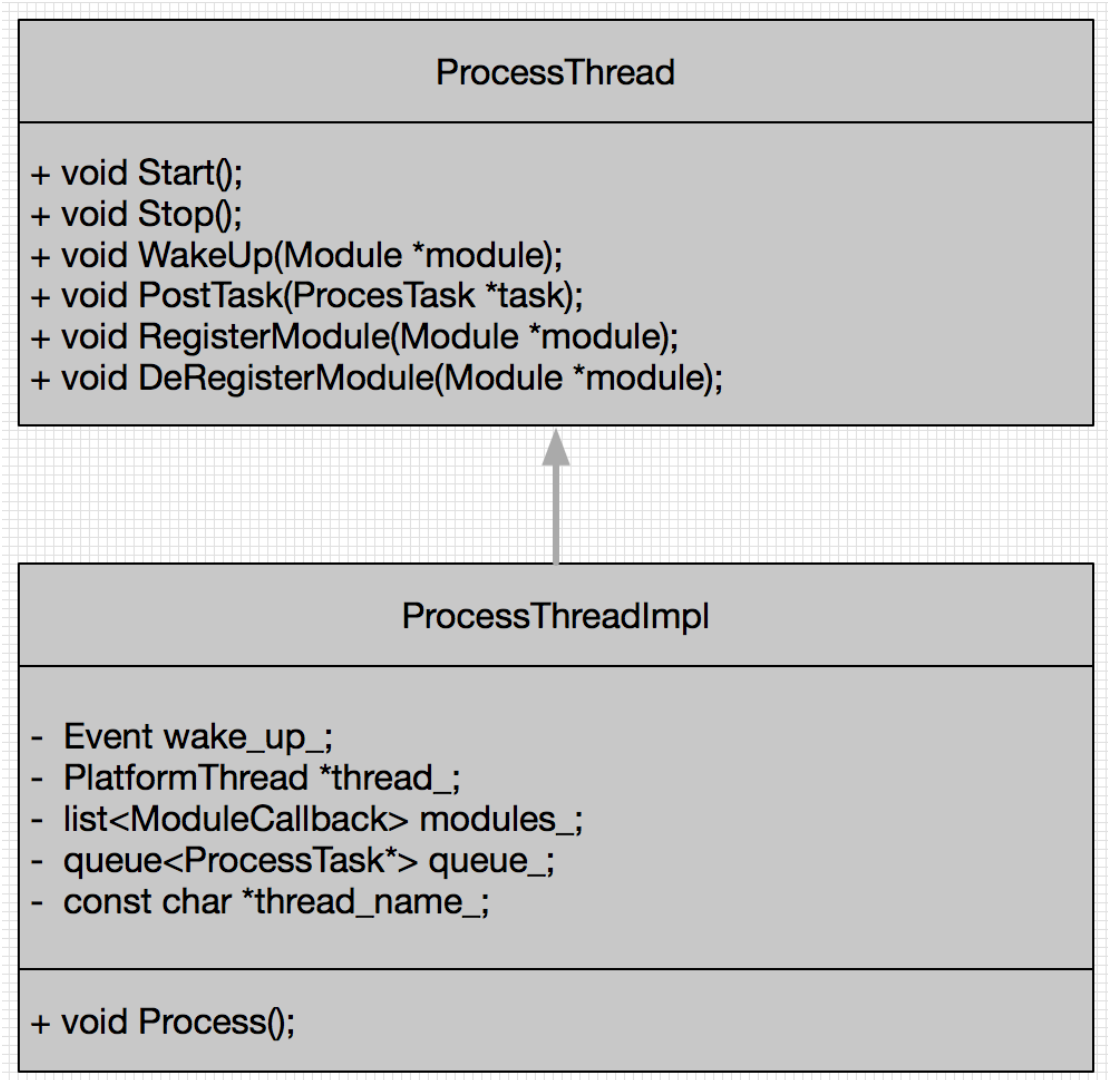 ProcessThread
+ void Start();
+ void Stop();
+ void WakeUp(Module *module);
+ void PostTask(ProcesTask *task);
+ void RegisterModule(Module *module);
+ void DeRegisterModule(Module *module);
ProcessThreadImpl
- Event wake_up_;
- PlatformThread *thread_;
- list<ModuleCallback> modules_;
- queue<ProcessTask*> queue_;
- const char *thread_name_;
+ void Process();